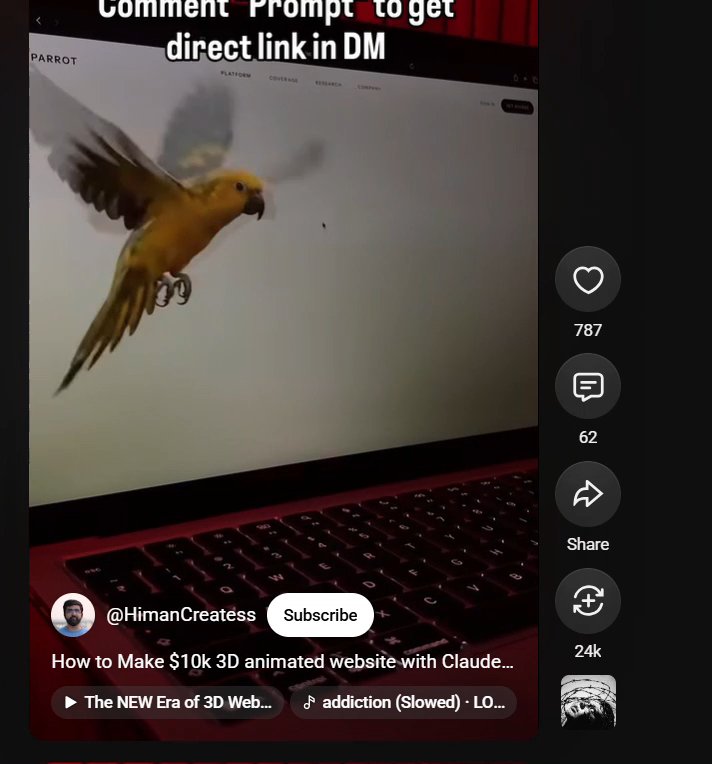 Comment "Prompt" to get
direct link in DM
PARROT
PLATFORM
COVERAGE
RESEARCH
COMPANY
787
62
Share
24k
@HimanCreatess
Subscribe
How to Make $10k 3D animated website with Claude...
The NEW Era of 3D Web...
addiction (Slowed) · LO...